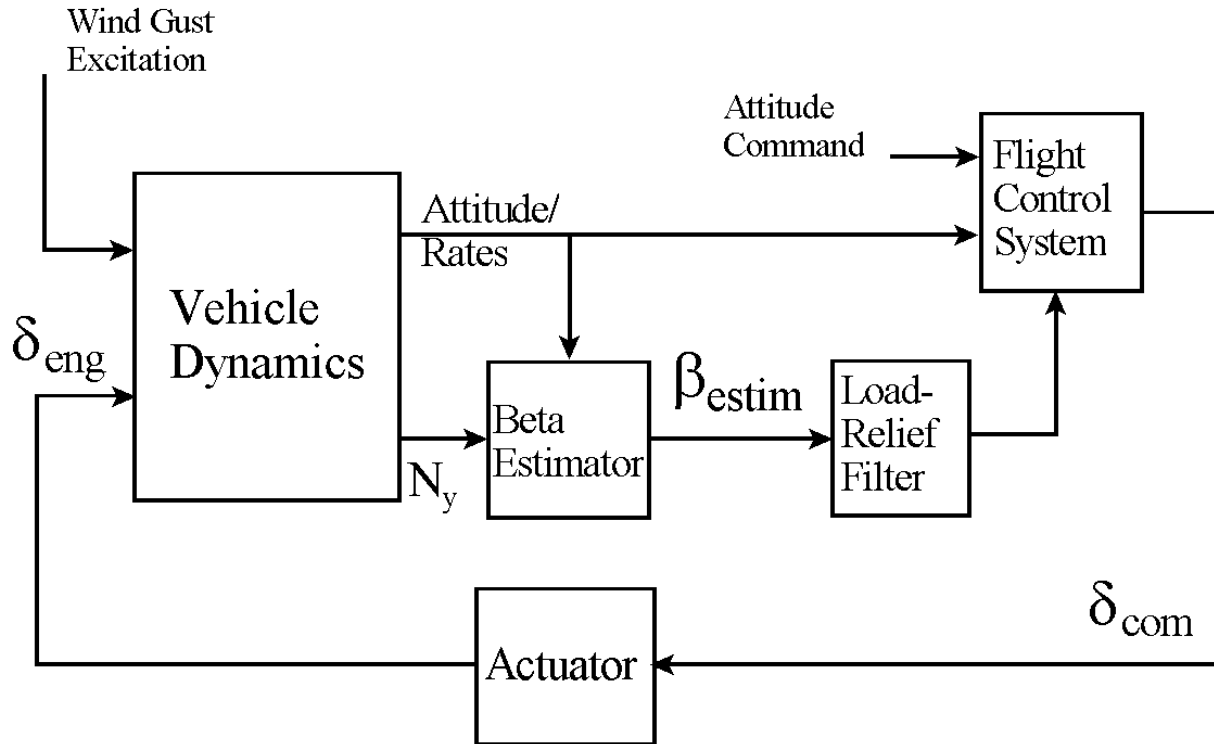 Wind Gust
Excitation
Attitude
Command
Flight
Control
System
Attitude/
Rates
Vehicle
Dynamics
δeng
βestim
Load-
Relief
Filter
Beta
Estimator
Ny
δcom
Actuator